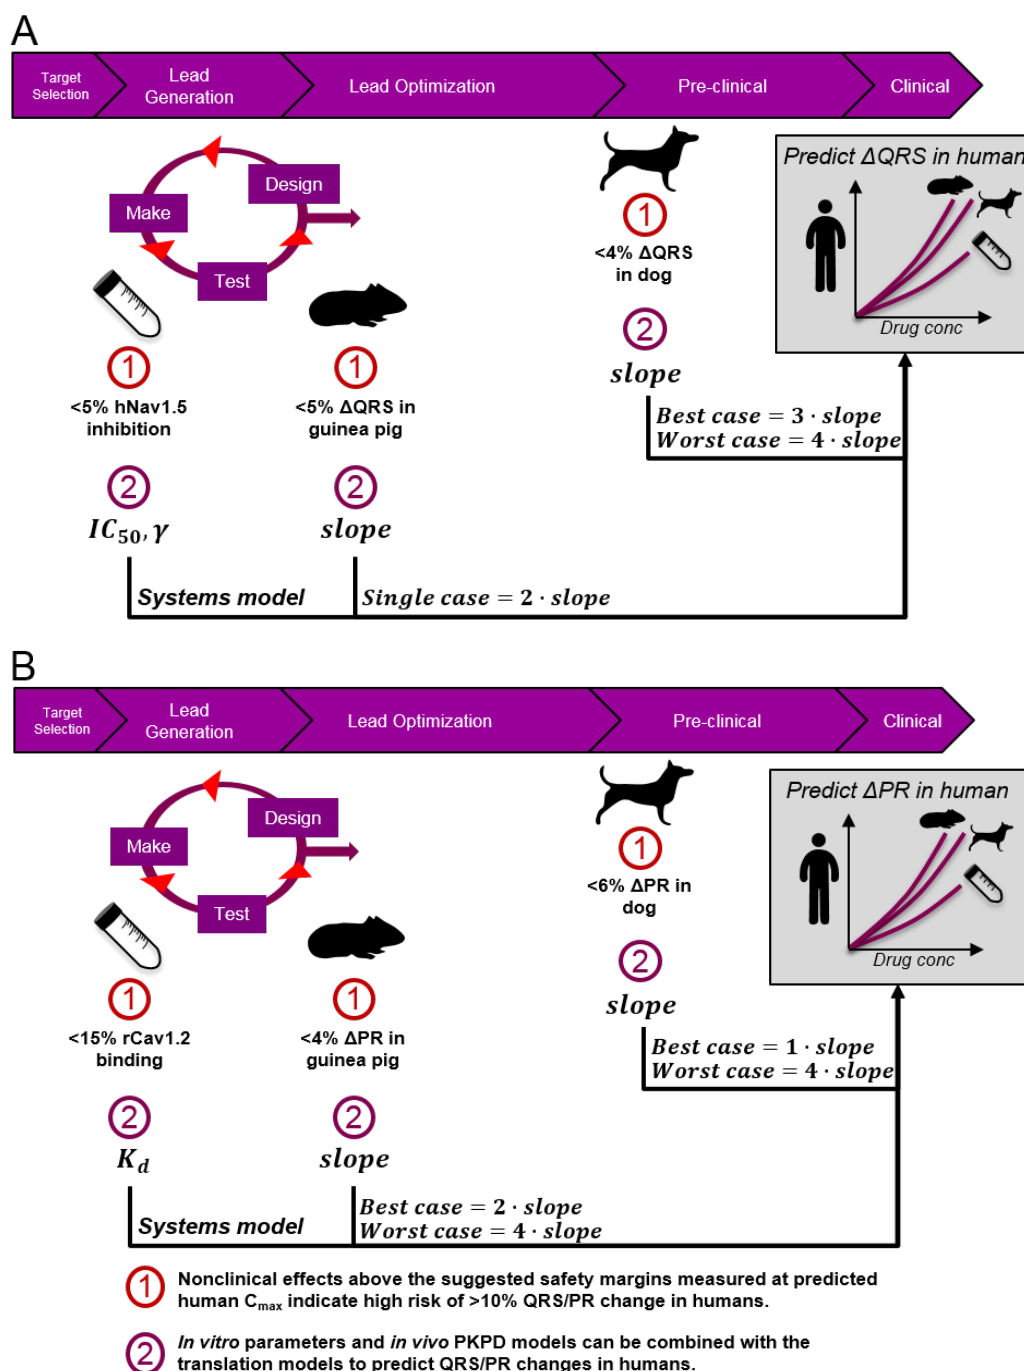 A
Target
Selection
Lead
Generation
Lead Optimization
Pre-clinical
Clinical
Design
Make
Test
1
<4% ΔQRS
in dog
2
slope
Best case = 3 · slope
Worst case = 4 · slope
Predict ΔQRS in human
Drug conc
1
<5% hNav1.5
inhibition
2
IC50, γ
Systems model
1
<5% ΔQRS in
guinea pig
2
slope
Single case = 2 · slope
B
Target
Selection
Lead
Generation
Lead Optimization
Pre-clinical
Clinical
Design
Make
Test
1
<6% ΔPR in
dog
2
slope
Best case = 1 · slope
Worst case = 4 · slope
Predict ΔPR in human
Drug conc
1
<15% rCav1.2
binding
2
Kd
Systems model
1
<4% ΔPR in
guinea pig
2
slope
Best case = 2 · slope
Worst case = 4 · slope
1 Nonclinical effects above the suggested safety margins measured at predicted
human Cmax indicate high risk of >10% QRS/PR change in humans.
2 In vitro parameters and in vivo PKPD models can be combined with the
translation models to predict QRS/PR changes in humans.